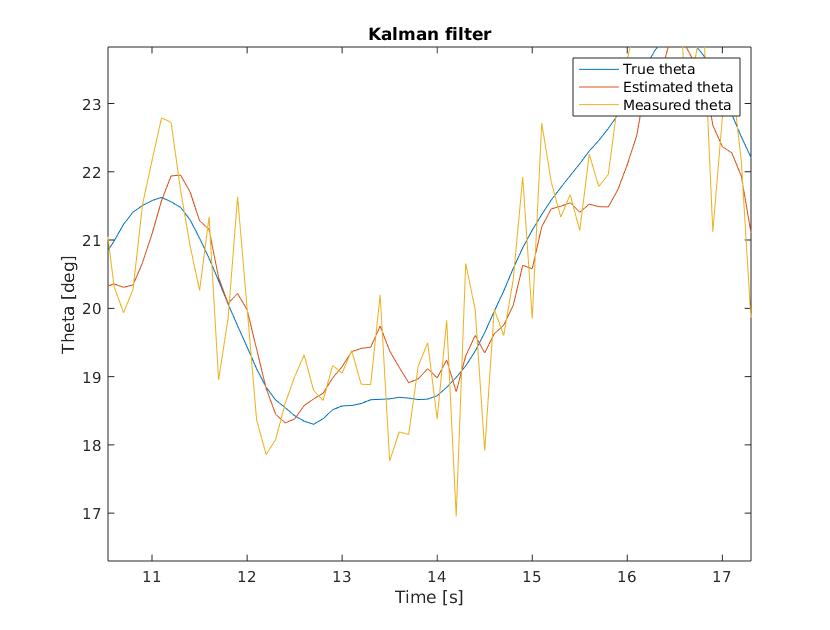 Kalman filter
True theta
Estimated theta
Measured theta
Theta [deg]
23
22
21
20
19
18
17
11 12 13 14 15 16 17
Time [s]